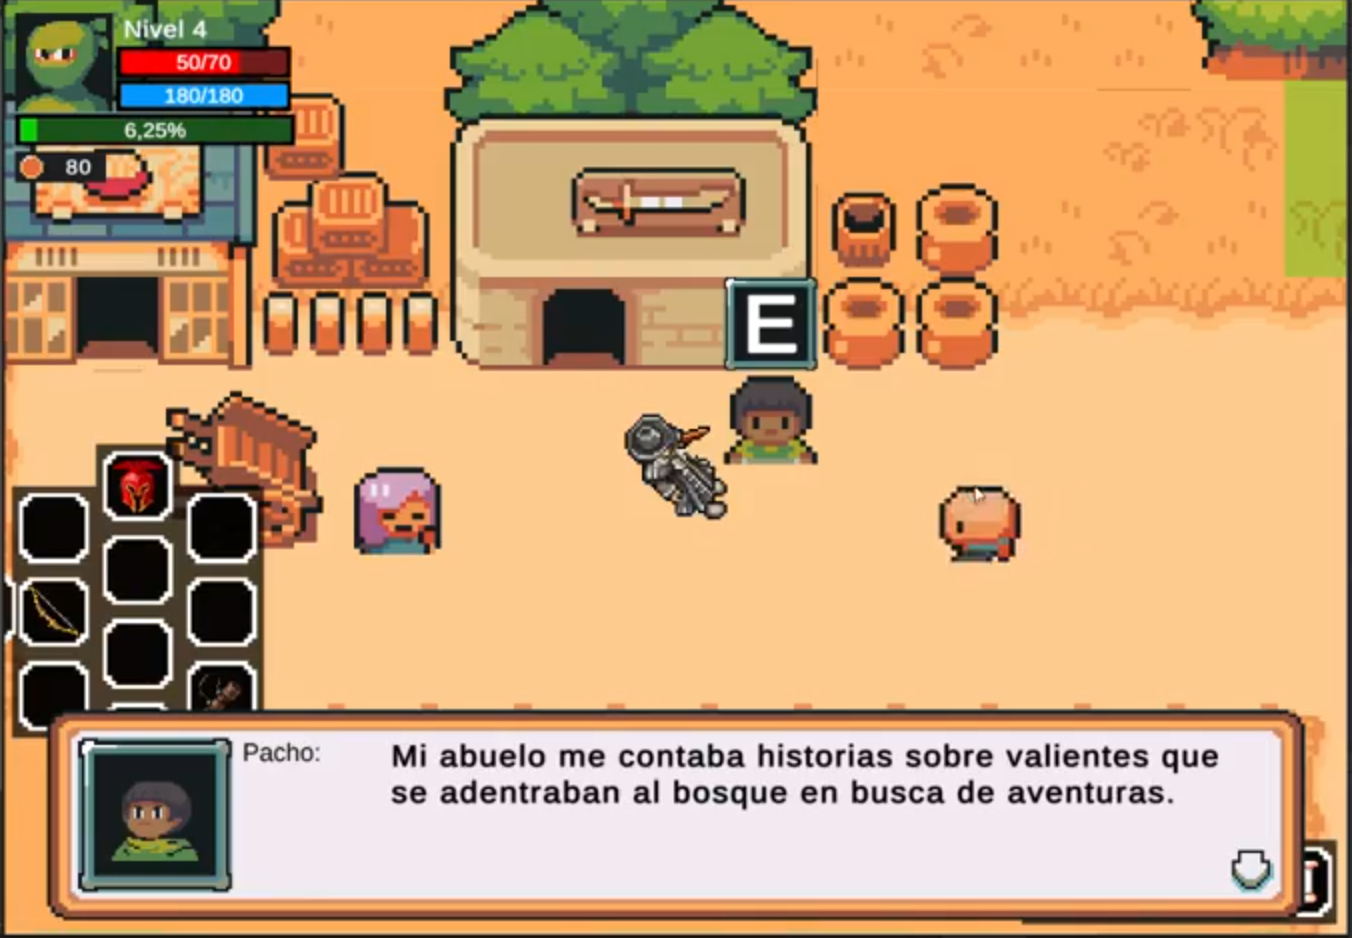 Nivel 4
50/70
180/180
6,25%
80
E
Pacho:
Mi abuelo me contaba historias sobre valientes que
se adentraban al bosque en busca de aventuras.